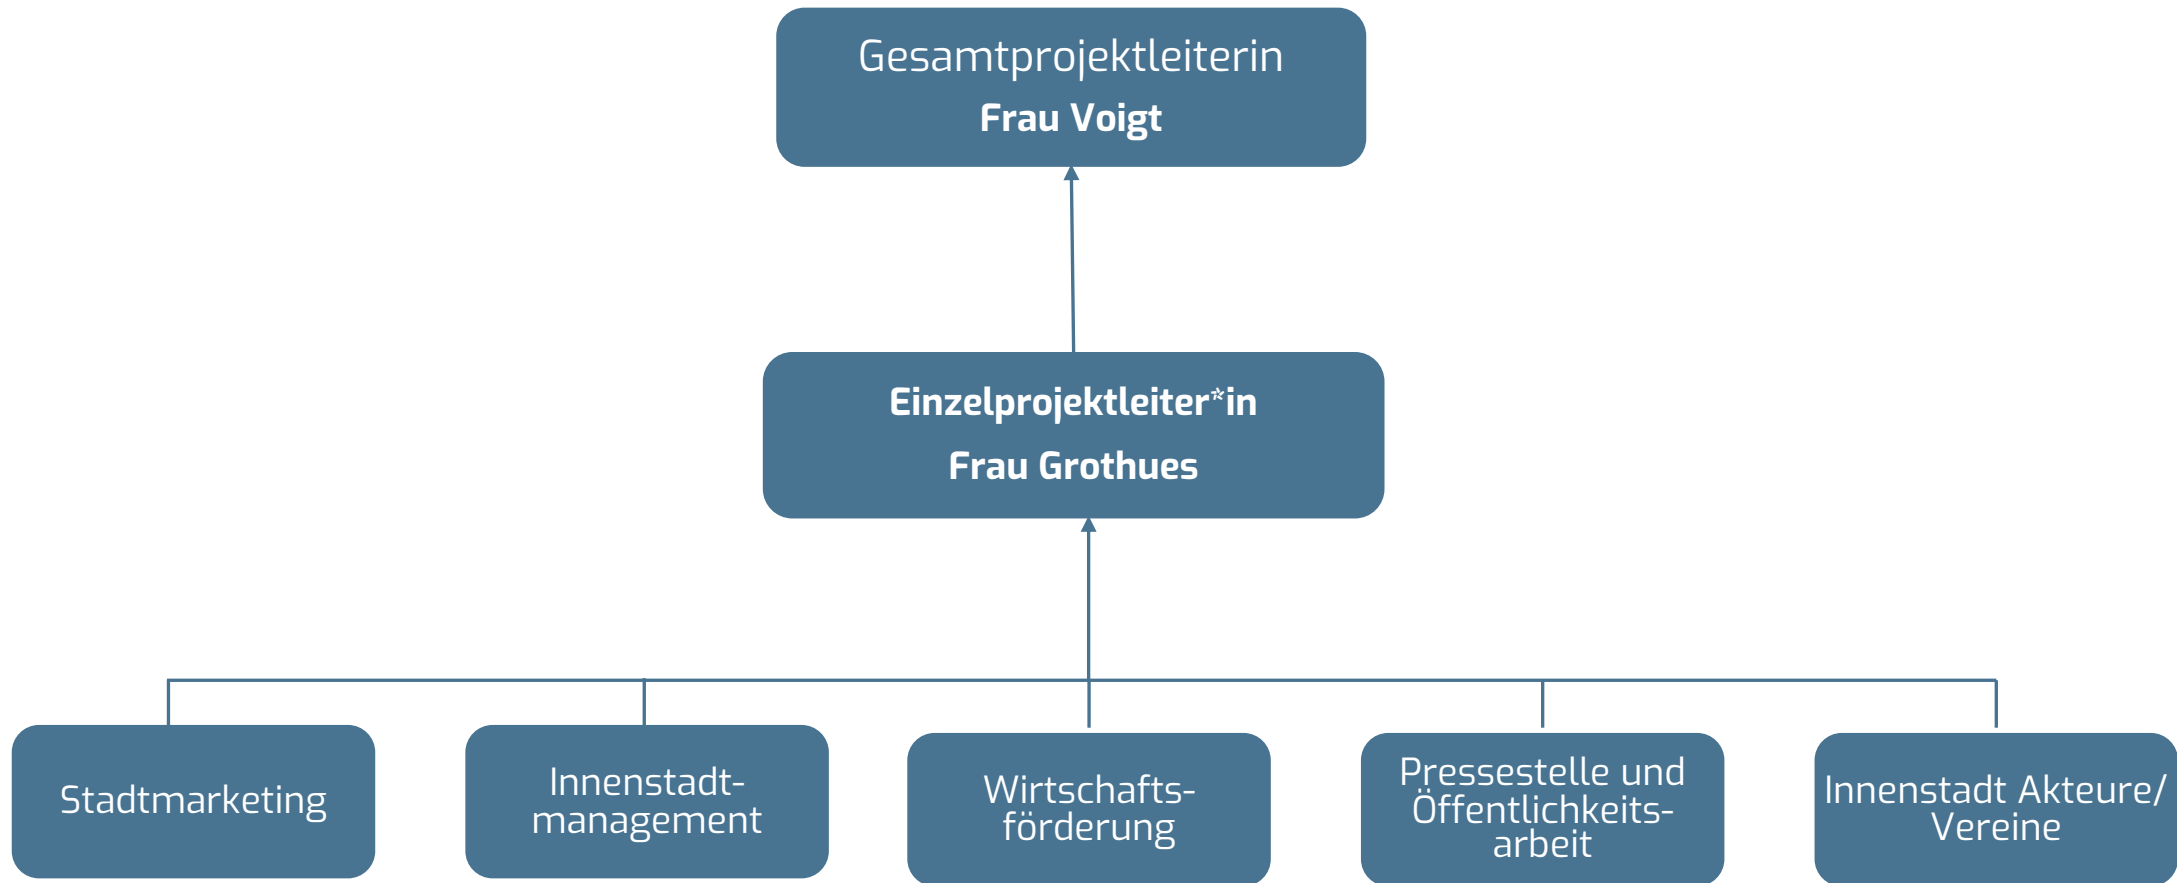 Gesamtprojektleiterin
Frau Voigt
Einzelprojektleiter*in
Frau Grothues
Stadtmarketing
Innenstadt-
management
Wirtschafts-
förderung
Pressestelle und
Öffentlichkeits-
arbeit
Innenstadt Akteure/
Vereine